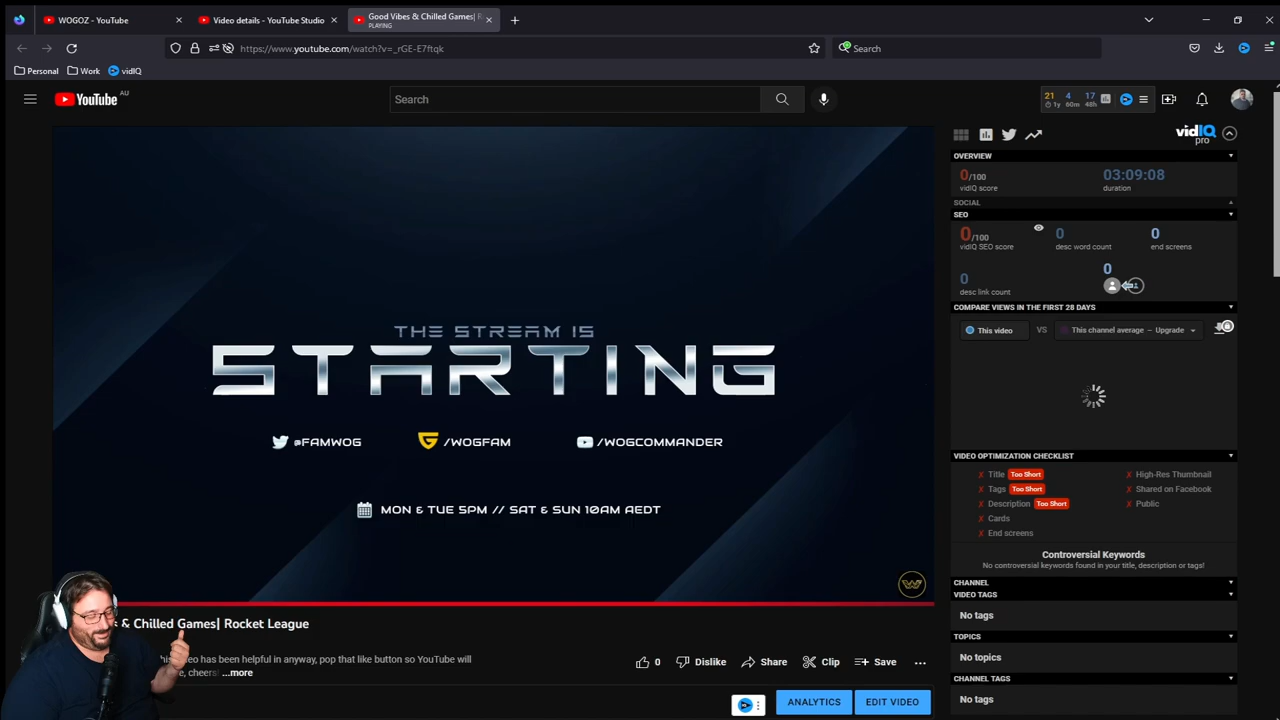 WOGOZ - YouTube
Video details - YouTube Studio
Good Vibes & Chilled Games| R
PLAYING
https://www.youtube.com/watch?v=_rGE-E7ftqk
Search
Personal
Work
vidIQ
YouTube AU
Search
21 4 17
1y 60m 48h
vidIQ
pro
OVERVIEW
0/100
vidIQ score
03:09:08
duration
SOCIAL
SEO
0/100
vidIQ SEO score
0
desc word count
0
end screens
0
desc link count
0
COMPARE VIEWS IN THE FIRST 28 DAYS
This video
VS
This channel average – Upgrade
VIDEO OPTIMIZATION CHECKLIST
Title Too Short
Tags Too Short
Description Too Short
Cards
End screens
High-Res Thumbnail
Shared on Facebook
Public
Controversial Keywords
No controversial keywords found in your title, description or tags!
CHANNEL
VIDEO TAGS
No tags
TOPICS
No topics
CHANNEL TAGS
No tags
THE STREAM IS
STARTING
@FAMWOG
/WOGFAM
/WOGCOMMANDER
MON & TUE 5PM // SAT & SUN 10AM AEDT
& Chilled Games| Rocket League
has been helpful in anyway, pop that like button so YouTube will
cheers! ...more
0
Dislike
Share
Clip
Save
ANALYTICS
EDIT VIDEO